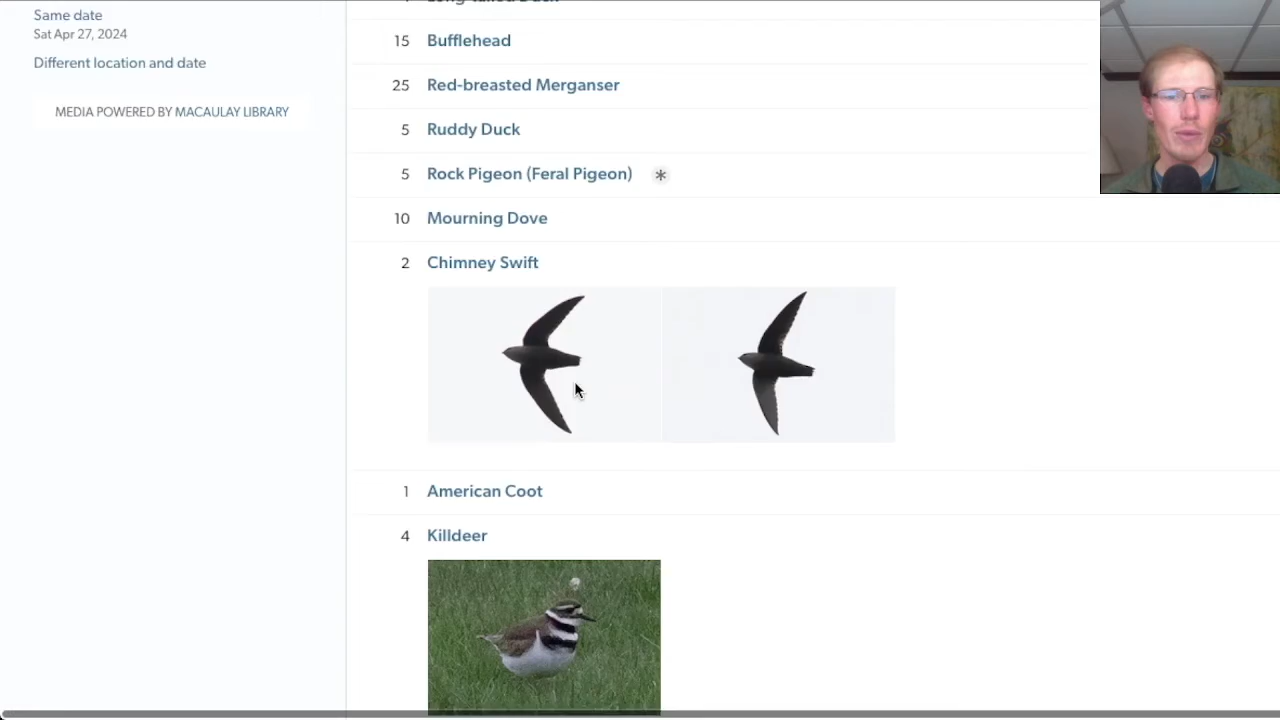 Same date
Sat Apr 27, 2024
Different location and date
MEDIA POWERED BY MACAULAY LIBRARY
15 Bufflehead
25 Red-breasted Merganser
5 Ruddy Duck
5 Rock Pigeon (Feral Pigeon) *
10 Mourning Dove
2 Chimney Swift
1 American Coot
4 Killdeer